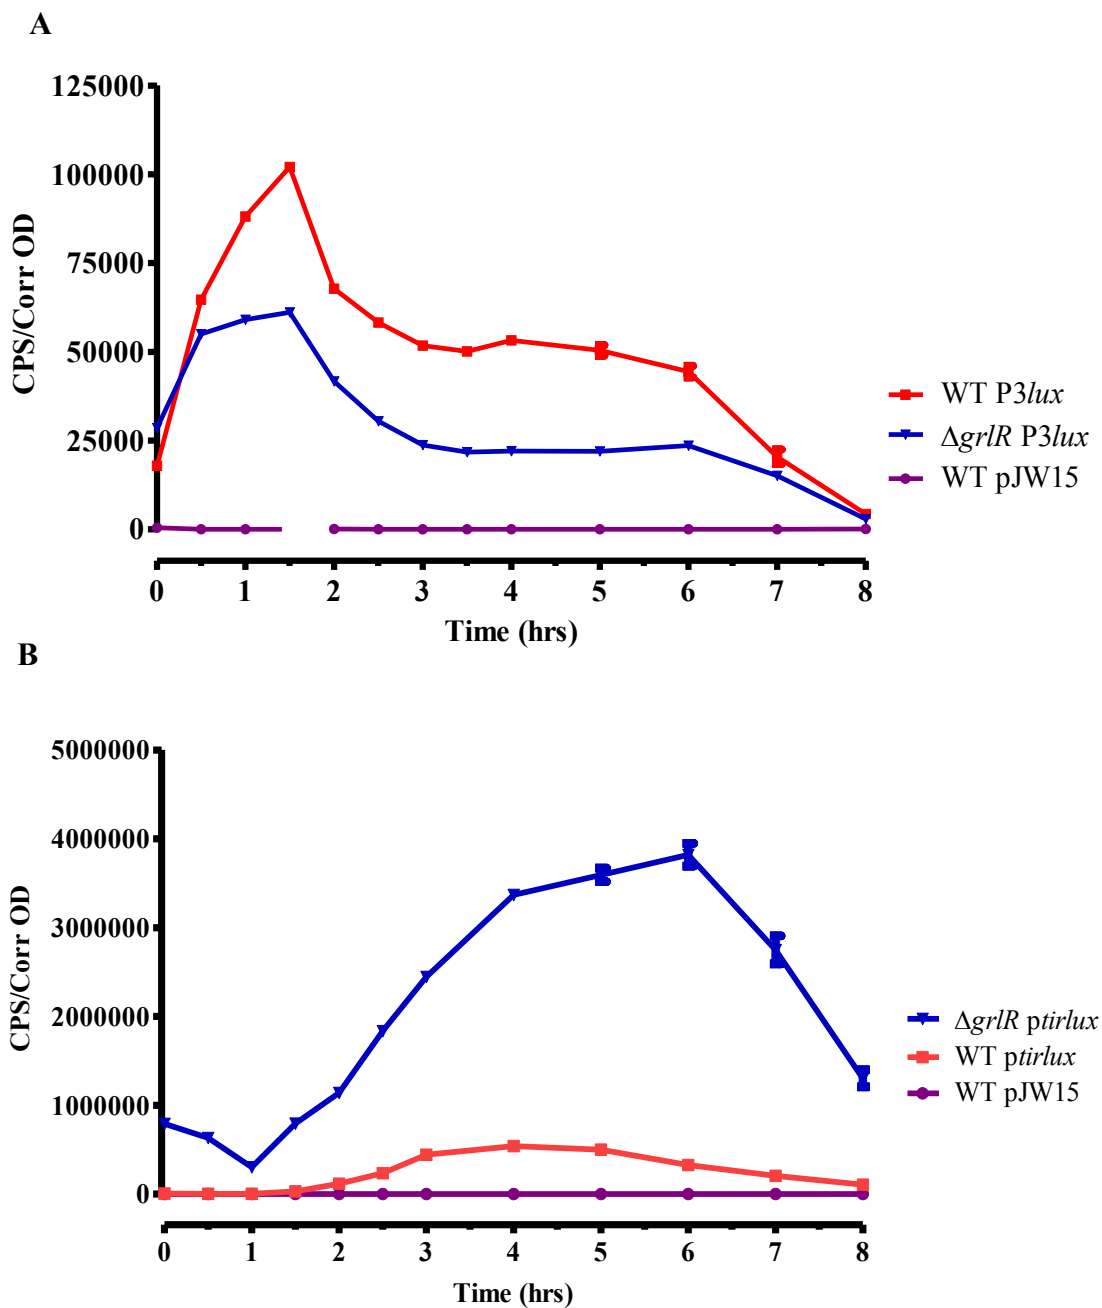 A
125000
100000
75000
50000
25000
0
CPS/Corr OD
0 1 2 3 4 5 6 7 8
Time (hrs)
WT P3lux
ΔgrlR P3lux
WT pJW15
B
5000000
4000000
3000000
2000000
1000000
0
CPS/Corr OD
0 1 2 3 4 5 6 7 8
Time (hrs)
ΔgrlR ptirlux
WT ptirlux
WT pJW15